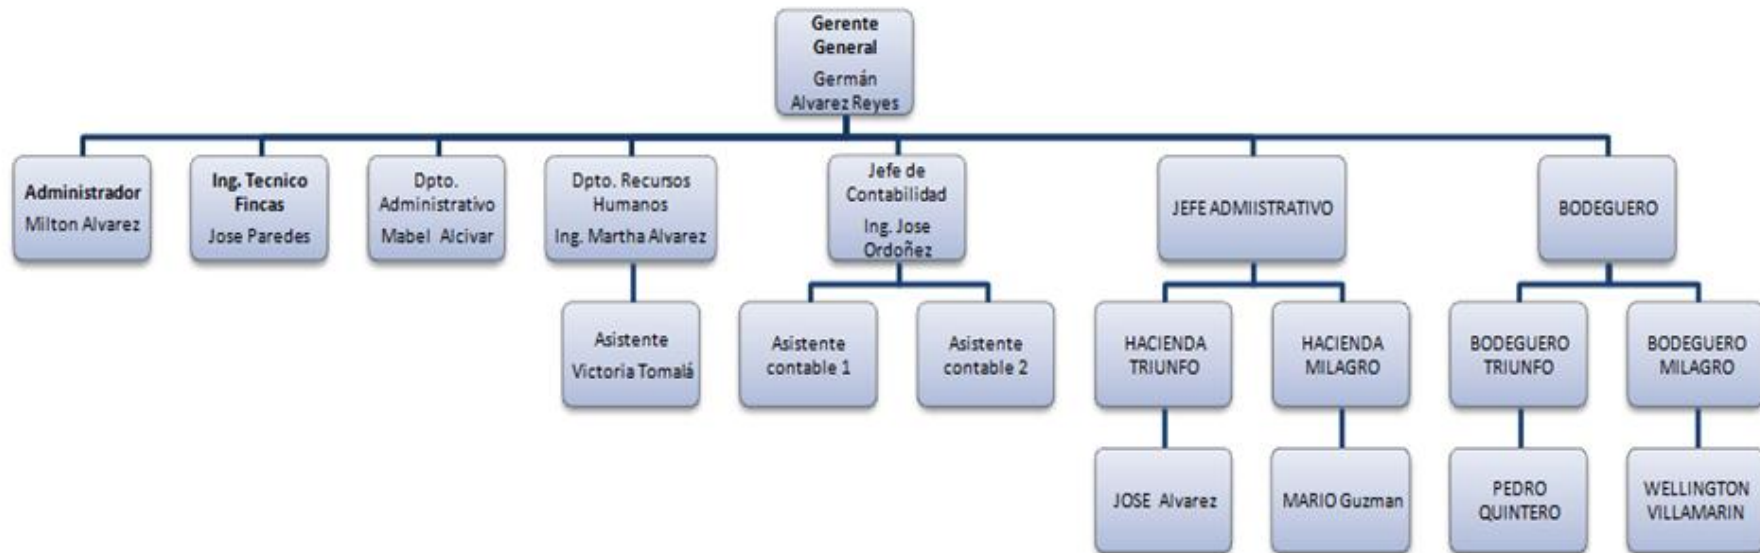 Gerente
General
Germán
Alvarez Reyes
Administrador
Milton Alvarez
Ing. Tecnico
Fincas
Jose Paredes
Dpto.
Administrativo
Mabel Alcivar
Dpto. Recursos
Humanos
Ing. Martha Alvarez
Jefe de
Contabilidad
Ing. Jose
Ordoñez
JEFE ADMIISTRATIVO
BODEGUERO
Asistente
Victoria Tomalá
Asistente
contable 1
Asistente
contable 2
HACIENDA
TRIUNFO
HACIENDA
MILAGRO
BODEGUERO
TRIUNFO
BODEGUERO
MILAGRO
JOSE Alvarez
MARIO Guzman
PEDRO
QUINTERO
WELLINGTON
VILLAMARIN